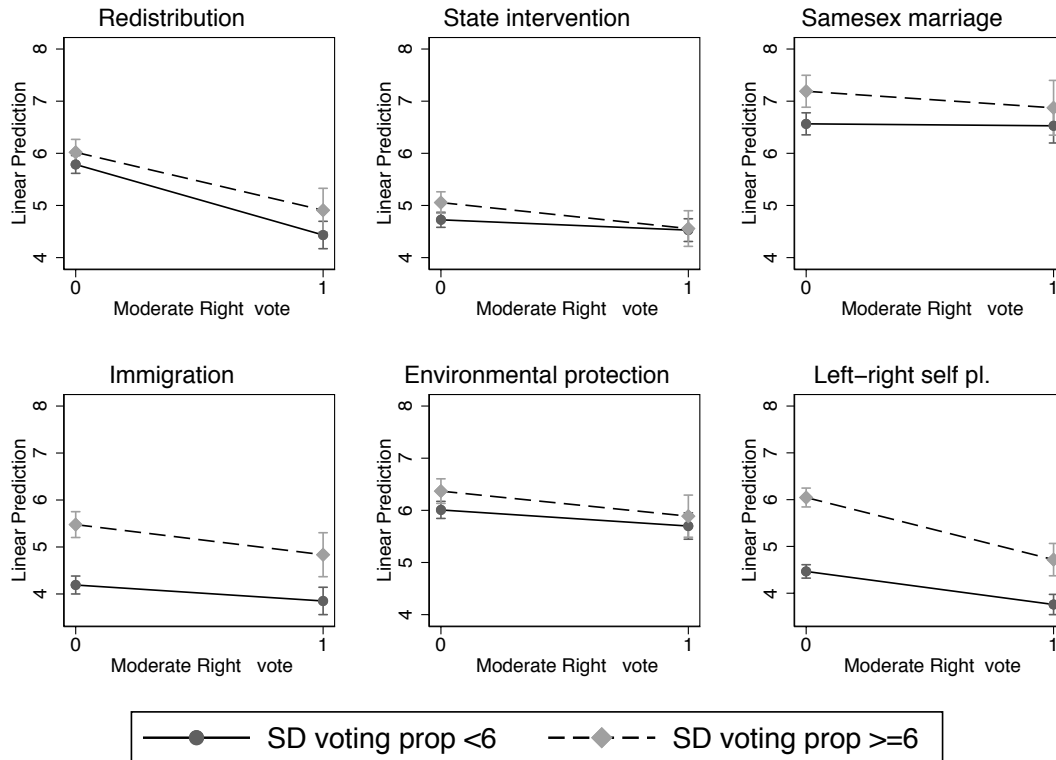 Redistribution
State intervention
Samesex marriage
Linear Prediction
8
7
6
5
4
0
1
Moderate Right vote
Linear Prediction
8
7
6
5
4
0
1
Moderate Right vote
Linear Prediction
8
7
6
5
4
0
1
Moderate Right vote
Immigration
Environmental protection
Left–right self pl.
Linear Prediction
8
7
6
5
4
0
1
Moderate Right vote
Linear Prediction
8
7
6
5
4
0
1
Moderate Right vote
Linear Prediction
8
7
6
5
4
0
1
Moderate Right vote
SD voting prop <6
SD voting prop >=6